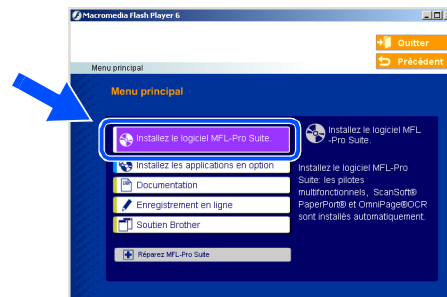 Macromedia Flash Player 6
Quitter
Précédent
Menu principal
Menu principal
Installez le logiciel MFL-Pro Suite.
Installez les applications en option
Documentation
Enregistrement en ligne
Soutien Brother
Réparez MFL-Pro Suite
Installez le logiciel MFL
-Pro Suite.
Installez le logiciel MFL-Pro
Suite: les pilotes
multifonctionnels, ScanSoft®
PaperPort® et OmniPage®OCR
sont installés automatiquement.